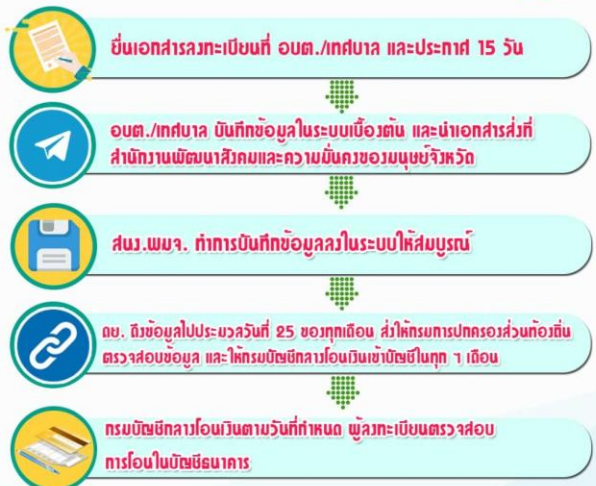 ยื่นเอกสารลงทะเบียนที่ อบต./เทศบาล และประกาศ 15 วัน
อบต./เทศบาล บันทึกข้อมูลในระบบเบื้องต้น และนำเอกสารส่งที่
สำนักงานพัฒนาสังคมและความมั่นคงของมนุษย์จังหวัด
สนง.พมจ. ทำการบันทึกข้อมูลลงในระบบให้สมบูรณ์
ดย. ดึงข้อมูลไปประมวลวันที่ 25 ของทุกเดือน ส่งให้กรมการปกครองส่วนท้องถิ่น
ตรวจสอบข้อมูล และให้กรมบัญชีกลางโอนเงินเข้าบัญชีในทุก ๆ เดือน
กรมบัญชีกลางโอนเงินตามวันที่กำหนด ผู้ลงทะเบียนตรวจสอบ
การโอนในบัญชีธนาคาร